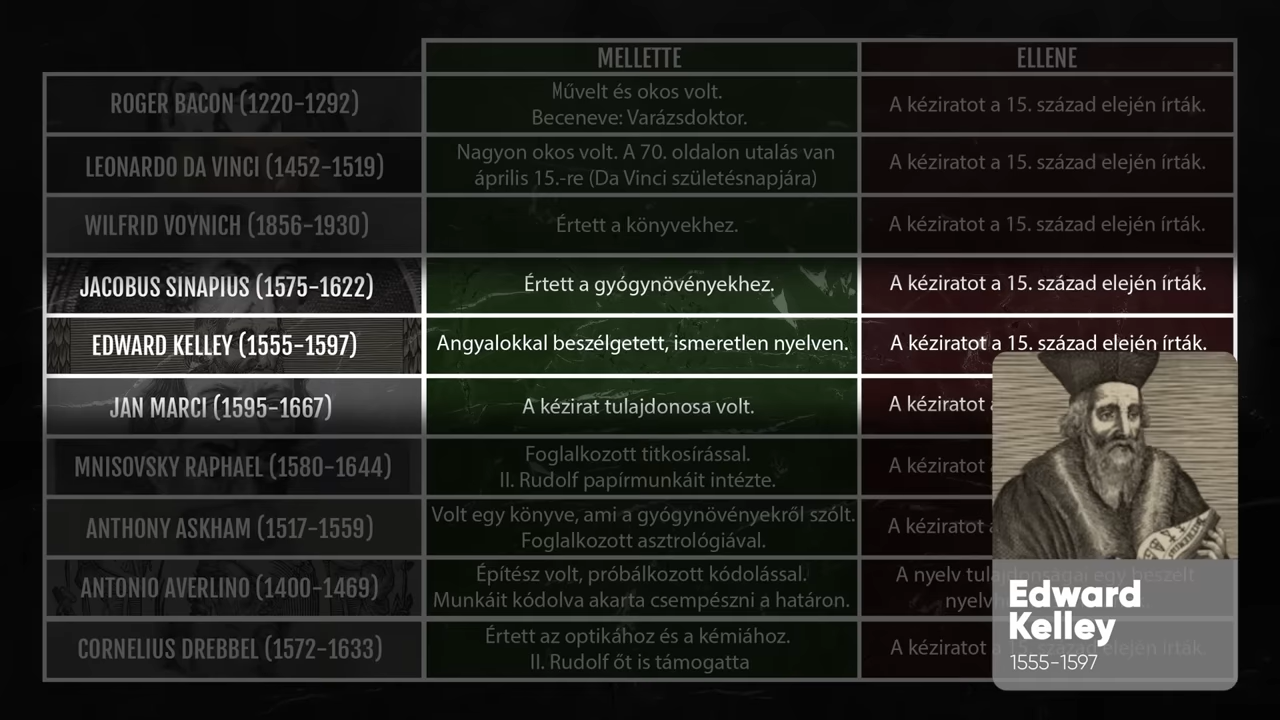 MELLETTE ELLENE
ROGER BACON (1220-1292)
Művelt és okos volt.
Beceneve: Varázsdoktor.
A kéziratot a 15. század elején írták.
LEONARDO DA VINCI (1452-1519)
Nagyon okos volt. A 70. oldalon utalás van
április 15.-re (Da Vinci születésnapjára)
A kéziratot a 15. század elején írták.
WILFRID VOYNICH (1856-1930)
Értett a könyvekhez.
A kéziratot a 15. század elején írták.
JACOBUS SINAPIUS (1575-1622)
Értett a gyógynövényekhez.
A kéziratot a 15. század elején írták.
EDWARD KELLEY (1555-1597)
Angyalokkal beszélgetett, ismeretlen nyelven.
A kéziratot a 15. század elején írták.
JAN MARCI (1595-1667)
A kézirat tulajdonosa volt.
A kéziratot
MNISOVSKY RAPHAEL (1580-1644)
Foglalkozott titkosírással.
II. Rudolf papírmunkáit intézte.
A kéziratot
ANTHONY ASKHAM (1517-1559)
Volt egy könyve, ami a gyógynövényekről szólt.
Foglalkozott asztrológiával.
A kéziratot
ANTONIO AVERLINO (1400-1469)
Építész volt, próbálkozott kódolással.
Munkáit kódolva akarta csempészni a határon.
A nyelv tulajdonságai egy beszélt
CORNELIUS DREBBEL (1572-1633)
Értett az optikához és a kémiához.
II. Rudolf őt is támogatta
A kéziratot a 15. század elején írták.
Edward
Kelley
1555-1597